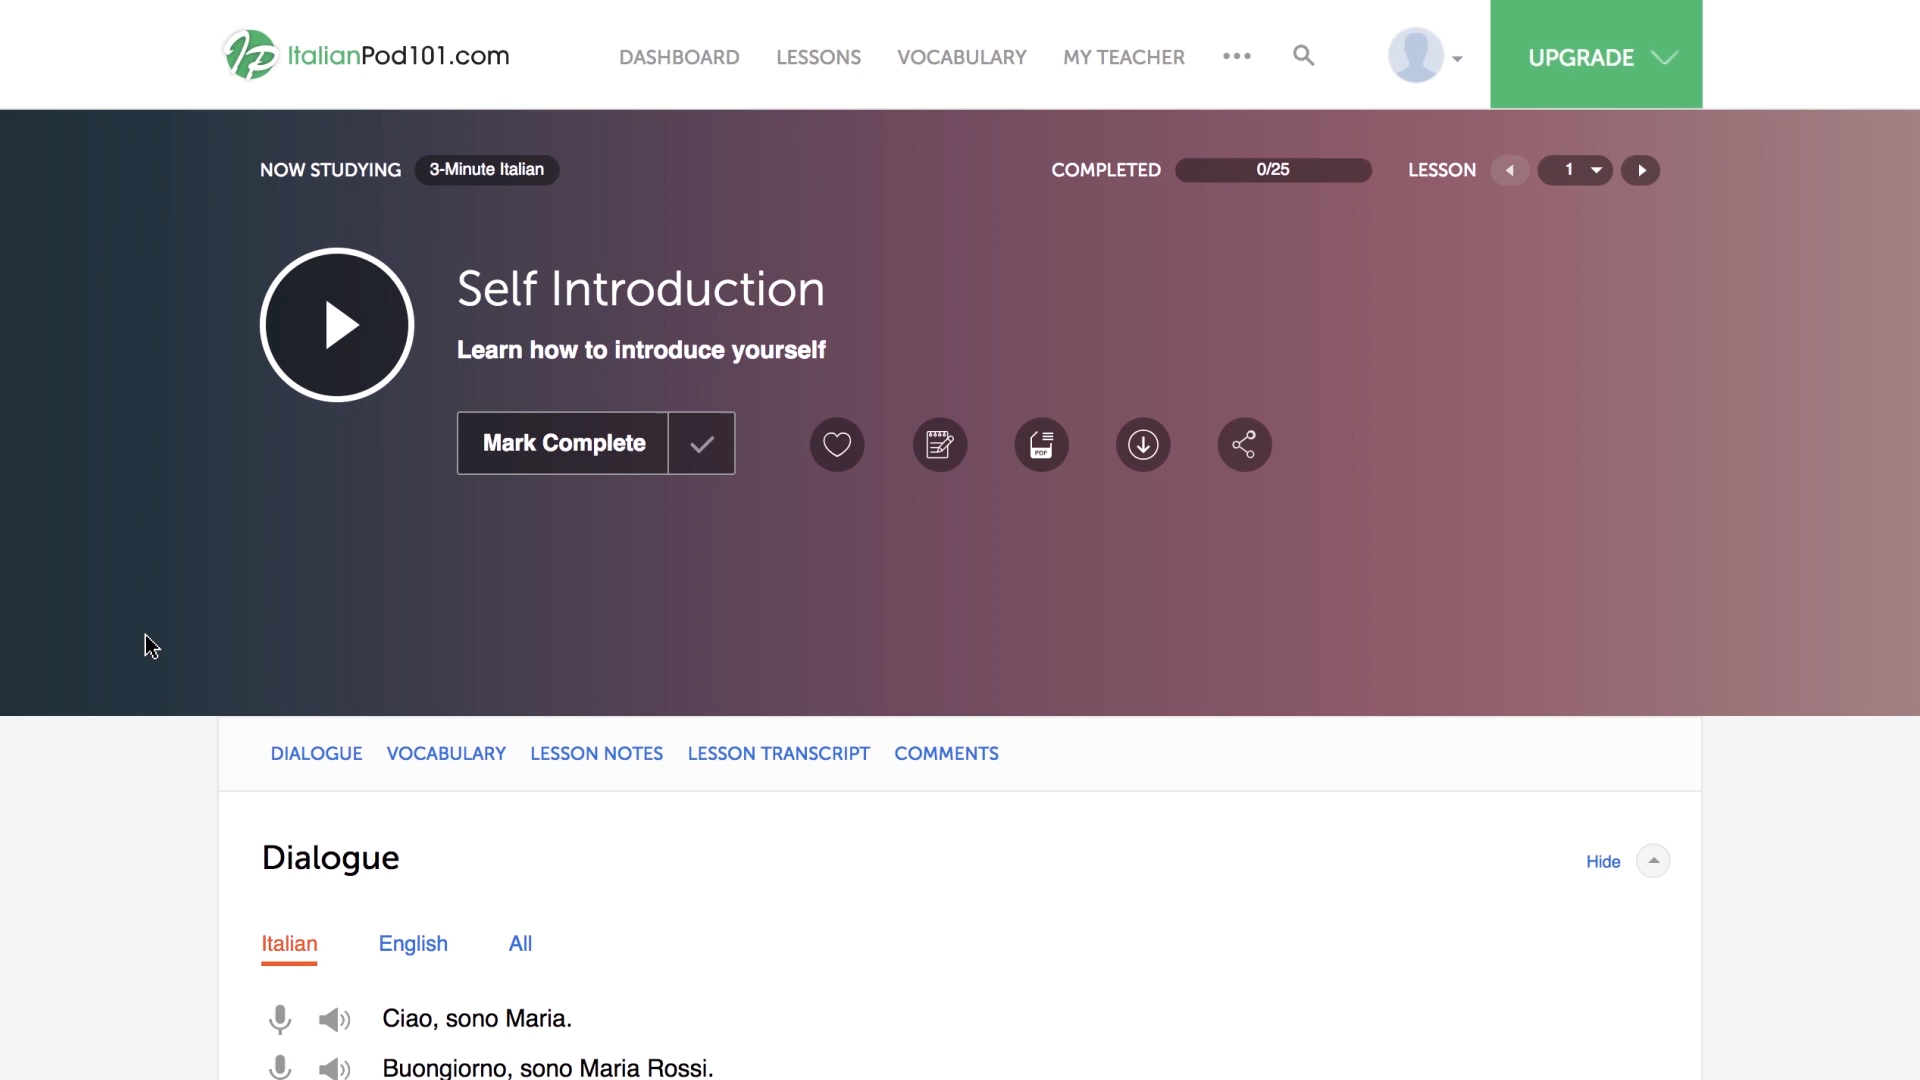 ItalianPod101.com
DASHBOARD LESSONS VOCABULARY MY TEACHER UPGRADE
NOW STUDYING 3-Minute Italian COMPLETED 0/25 LESSON 1
Self Introduction
Learn how to introduce yourself
Mark Complete
PDF
DIALOGUE VOCABULARY LESSON NOTES LESSON TRANSCRIPT COMMENTS
Dialogue
Hide
Italian English All
Ciao, sono Maria.
Buongiorno, sono Maria Rossi.